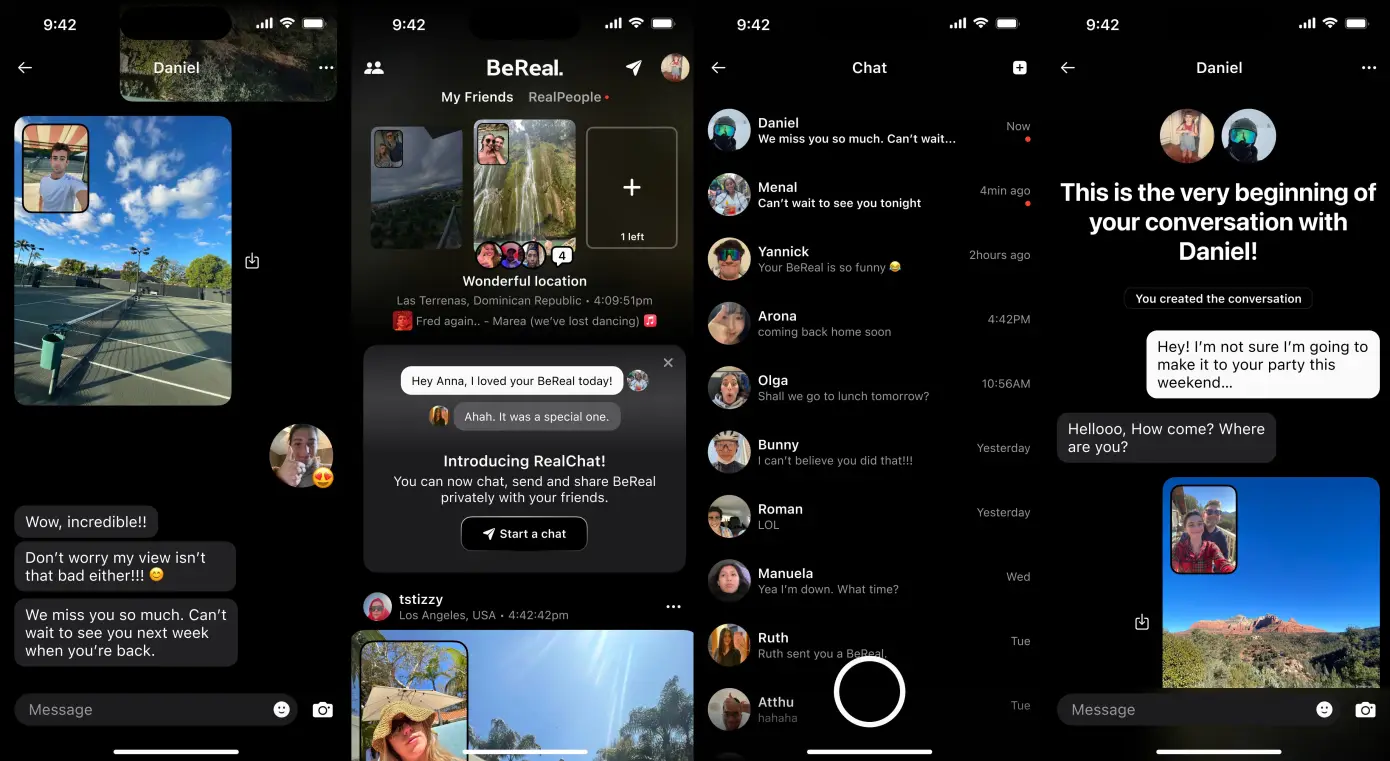 9:42
Daniel
Wow, incredible!!
Don't worry my view isn't
that bad either!!! 😊
We miss you so much. Can't
wait to see you next week
when you're back.
Message
9:42
BeReal.
My Friends RealPeople
1 left
4
Wonderful location
Las Terrenas, Dominican Republic • 4:09:51pm
Fred again.. - Marea (we've lost dancing)
Hey Anna, I loved your BeReal today!
Ahah. It was a special one.
Introducing RealChat!
You can now chat, send and share BeReal
privately with your friends.
Start a chat
tstizzy
Los Angeles, USA • 4:42:42pm
9:42
Chat
Daniel
We miss you so much. Can't wait...
Now
Menal
Can't wait to see you tonight
4min ago
Yannick
Your BeReal is so funny 😂
2hours ago
Arona
coming back home soon
4:42PM
Olga
Shall we go to lunch tomorrow?
10:56AM
Bunny
I can't believe you did that!!!
Yesterday
Roman
LOL
Yesterday
Manuela
Yea I'm down. What time?
Wed
Ruth
Ruth sent you a BeReal.
Tue
Atthu
hahaha
Tue
9:42
Daniel
This is the very beginning of
your conversation with
Daniel!
You created the conversation
Hey! I'm not sure I'm going to
make it to your party this
weekend...
Hellooo, How come? Where
are you?
Message